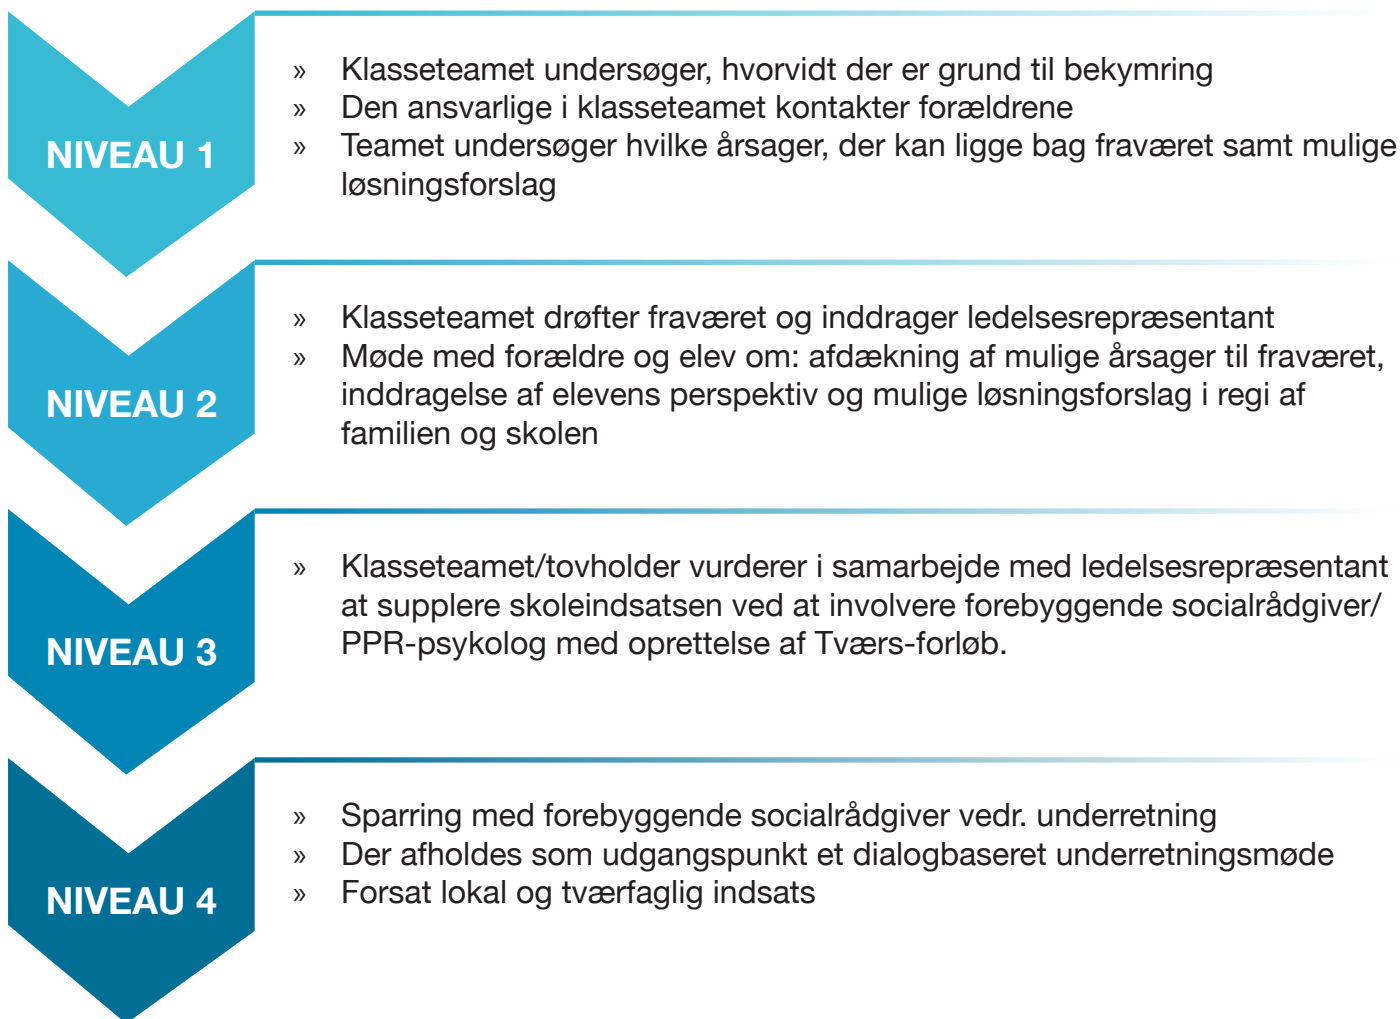 NIVEAU 1
» Klasseteamet undersøger, hvorvidt der er grund til bekymring
» Den ansvarlige i klasseteamet kontakter forældrene
» Teamet undersøger hvilke årsager, der kan ligge bag fraværet samt mulige
løsningsforslag
NIVEAU 2
» Klasseteamet drøfter fraværet og inddrager ledelsesrepræsentant
» Møde med forældre og elev om: afdækning af mulige årsager til fraværet,
inddragelse af elevens perspektiv og mulige løsningsforslag i regi af
familien og skolen
NIVEAU 3
» Klasseteamet/tovholder vurderer i samarbejde med ledelsesrepræsentant
at supplere skoleindsatsen ved at involvere forebyggende socialrådgiver/
PPR-psykolog med oprettelse af Tværs-forløb.
NIVEAU 4
» Sparring med forebyggende socialrådgiver vedr. underretning
» Der afholdes som udgangspunkt et dialogbaseret underretningsmøde
» Forsat lokal og tværfaglig indsats